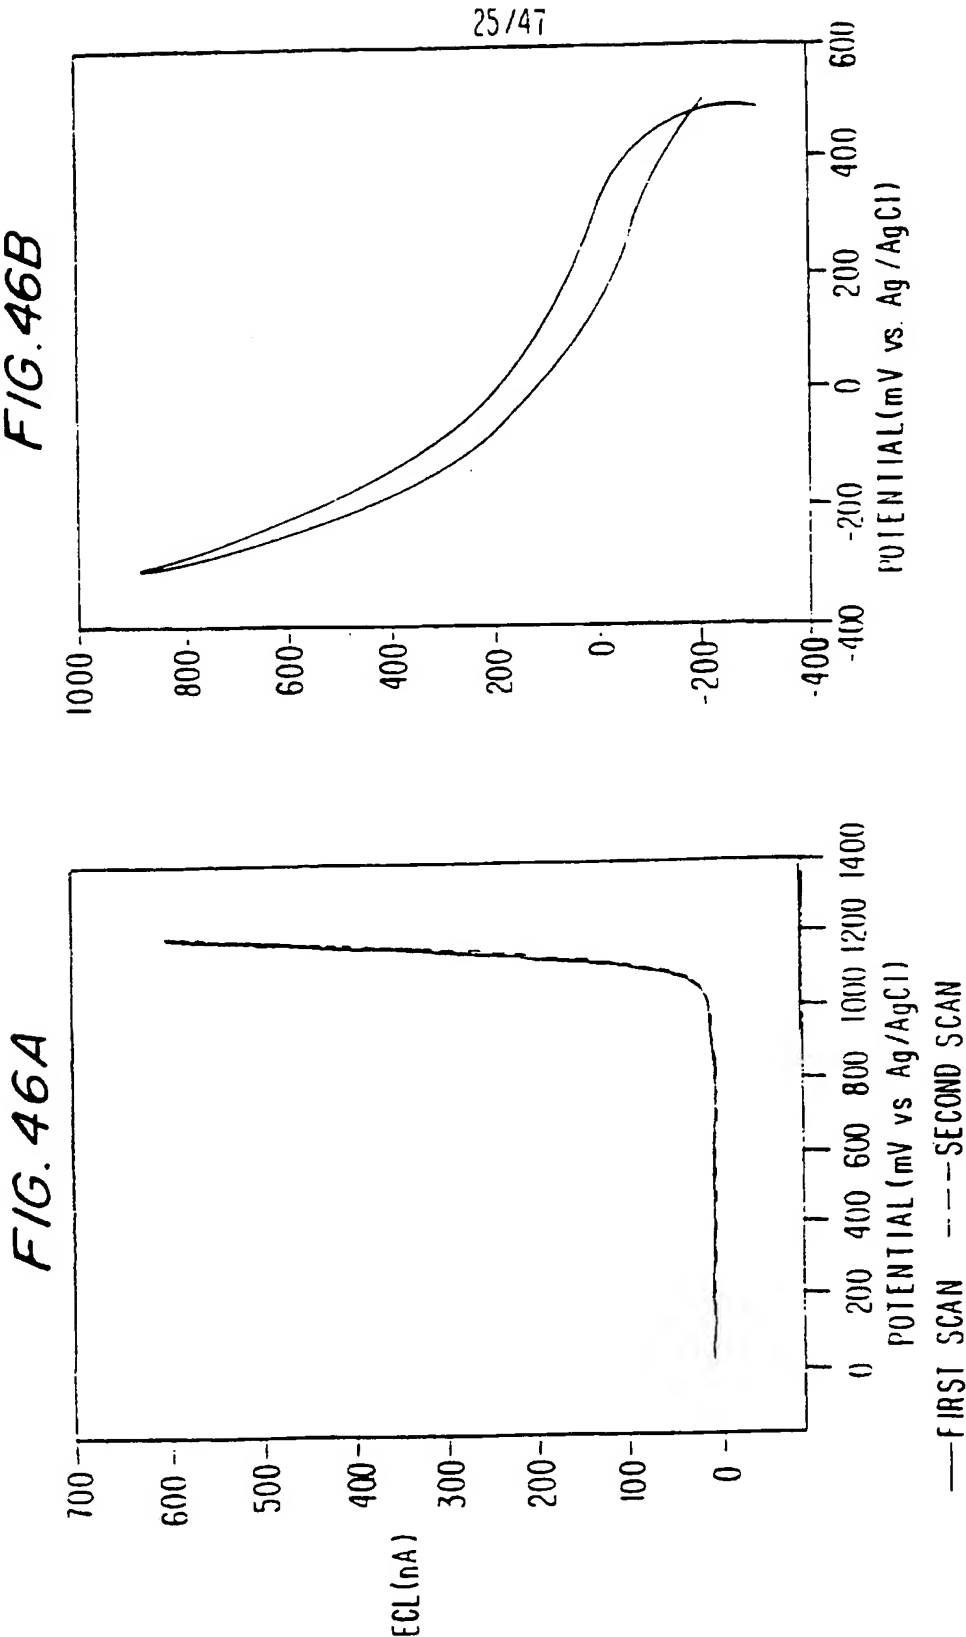 25/47
FIG. 46A
700
600
500
400
300
200
100
0
ECL(nA)
0 200 400 600 800 1000 1200 1400
POTENTIAL(mV vs Ag/AgCl)
FIRST SCAN SECOND SCAN
FIG. 46B
1000
800
600
400
200
0
-200
-400
-400 -200 0 200 400 600
POTENTIAL(mV vs. Ag/AgCl)